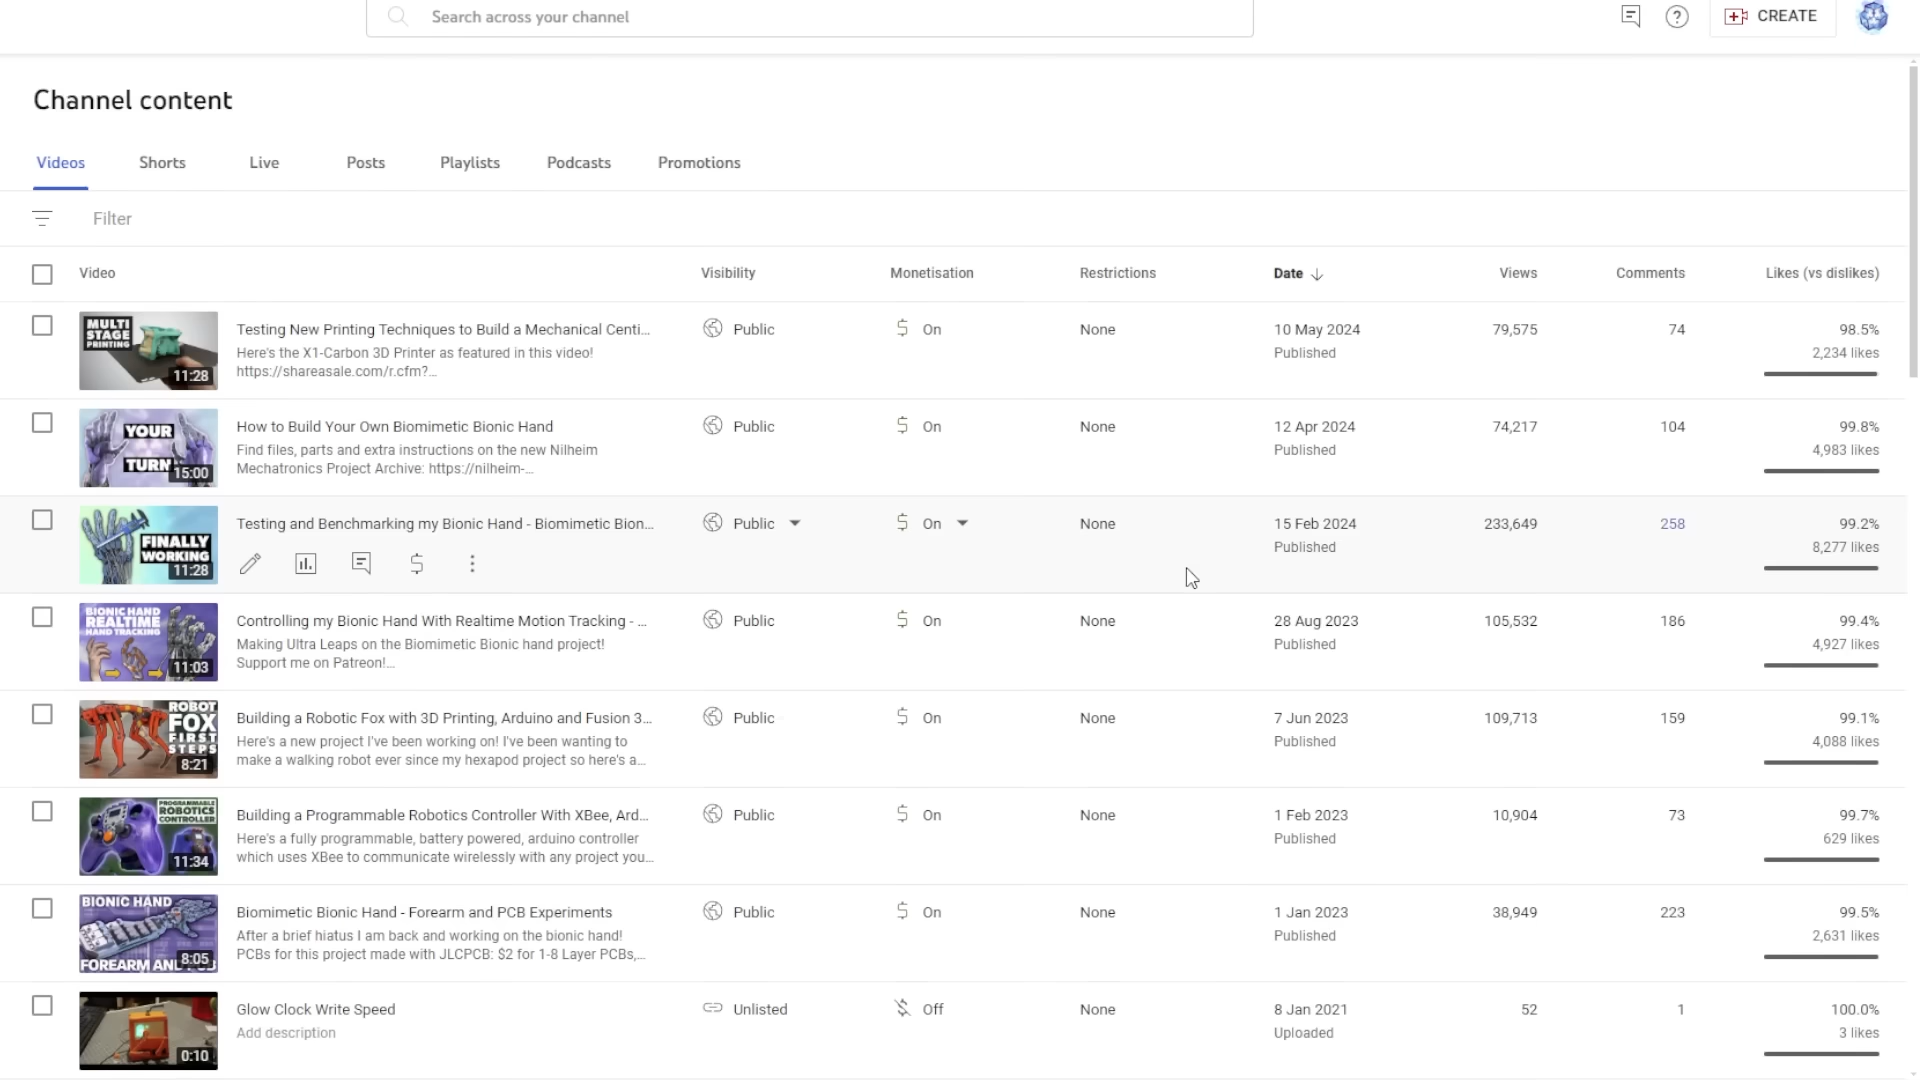 Search across your channel
CREATE
Channel content
Videos Shorts Live Posts Playlists Podcasts Promotions
Filter
Video Visibility Monetisation Restrictions Date Views Comments Likes (vs dislikes)
MULTI
STAGE
PRINTING
11:28
Testing New Printing Techniques to Build a Mechanical Centi...
Here's the X1-Carbon 3D Printer as featured in this video!
https://shareasale.com/r.cfm?...
Public $ On None 10 May 2024 79,575 74 98.5%
Published 2,234 likes
YOUR
TURN
15:00
How to Build Your Own Biomimetic Bionic Hand
Find files, parts and extra instructions on the new Nilheim
Mechatronics Project Archive: https://nilheim-...
Public $ On None 12 Apr 2024 74,217 104 99.8%
Published 4,983 likes
FINALLY
WORKING
11:28
Testing and Benchmarking my Bionic Hand - Biomimetic Bion...
$
Public $ On None 15 Feb 2024 233,649 258 99.2%
Published 8,277 likes
BIONIC HAND
REALTIME
HAND TRACKING
11:03
Controlling my Bionic Hand With Realtime Motion Tracking - ...
Making Ultra Leaps on the Biomimetic Bionic hand project!
Support me on Patreon!...
Public $ On None 28 Aug 2023 105,532 186 99.4%
Published 4,927 likes
ROBOT
FOX
FIRST
STEPS
8:21
Building a Robotic Fox with 3D Printing, Arduino and Fusion 3...
Here's a new project I've been working on! I've been wanting to
make a walking robot ever since my hexapod project so here's a...
Public $ On None 7 Jun 2023 109,713 159 99.1%
Published 4,088 likes
PROGRAMMABLE
ROBOTICS
CONTROLLER
11:34
Building a Programmable Robotics Controller With XBee, Ard...
Here's a fully programmable, battery powered, arduino controller
which uses XBee to communicate wirelessly with any project you...
Public $ On None 1 Feb 2023 10,904 73 99.7%
Published 629 likes
BIONIC HAND
FOREARM AND PCB
8:05
Biomimetic Bionic Hand - Forearm and PCB Experiments
After a brief hiatus I am back and working on the bionic hand!
PCBs for this project made with JLCPCB: $2 for 1-8 Layer PCBs,...
Public $ On None 1 Jan 2023 38,949 223 99.5%
Published 2,631 likes
0:10
Glow Clock Write Speed
Add description
Unlisted Off None 8 Jan 2021 52 1 100.0%
Uploaded 3 likes